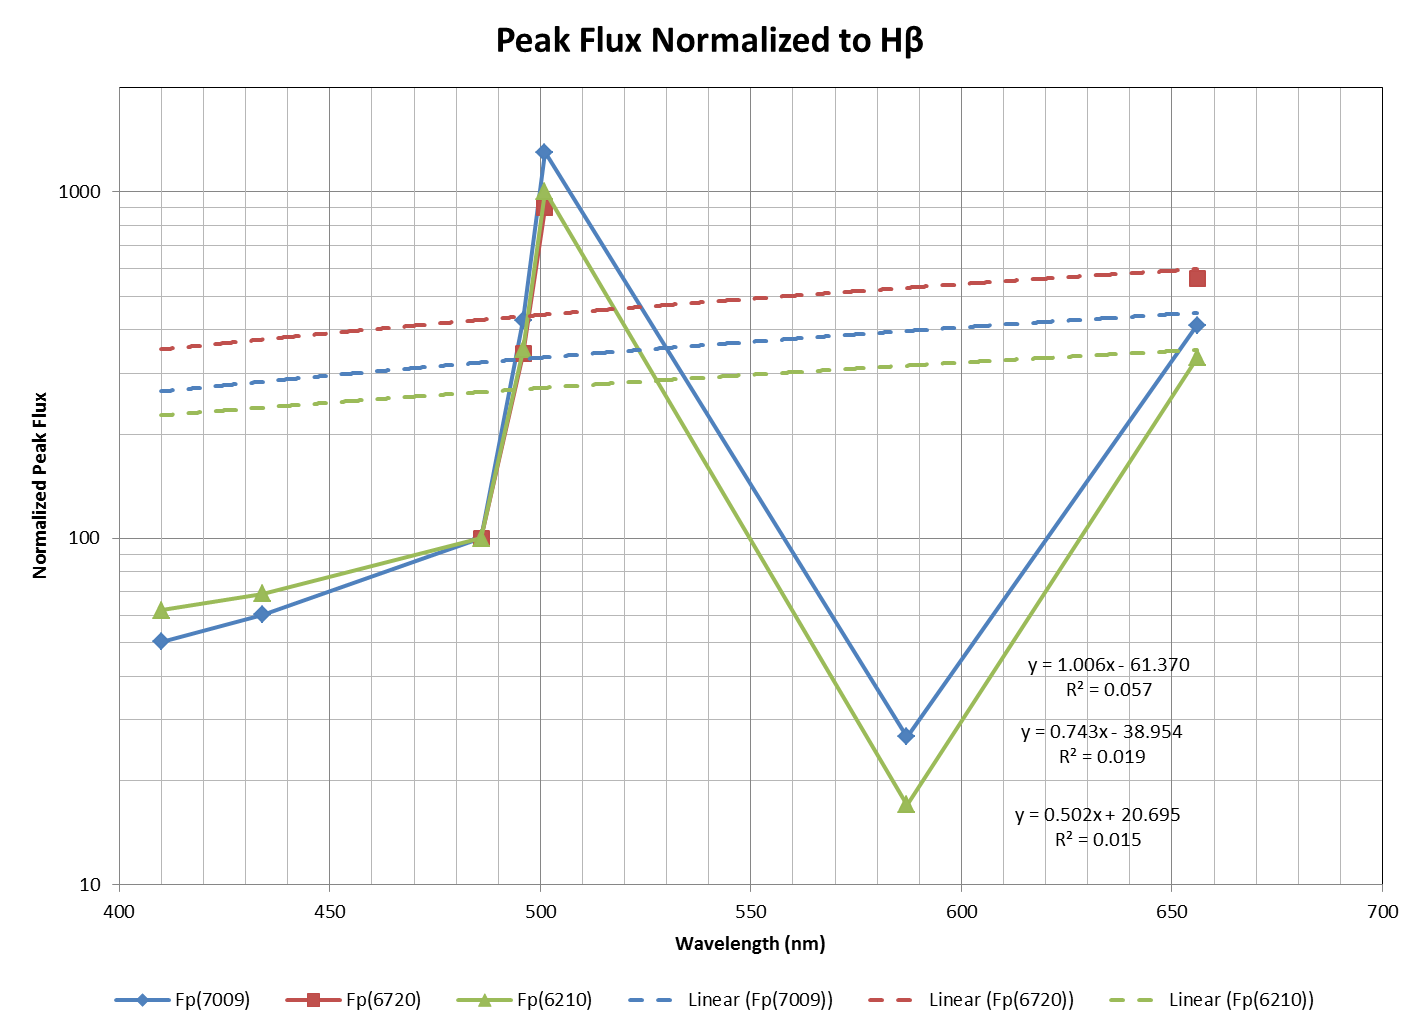 Peak Flux Normalized to Hβ
Normalized Peak Flux
1000
100
10
y = 1.006x - 61.370
R² = 0.057
y = 0.743x - 38.954
R² = 0.019
y = 0.502x + 20.695
R² = 0.015
400 450 500 550 600 650 700
Wavelength (nm)
Fp(7009) Fp(6720) Fp(6210) Linear (Fp(7009)) Linear (Fp(6720)) Linear (Fp(6210))